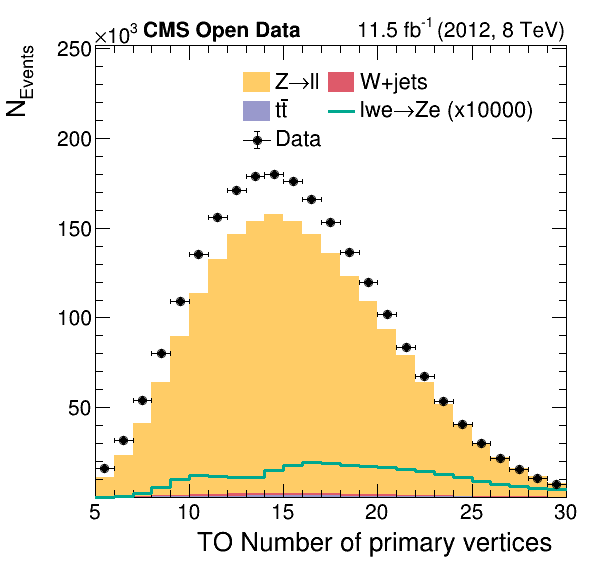 ×10³ CMS Open Data 11.5 fb⁻¹ (2012, 8 TeV)
N_Events
250
200
150
100
50
Z→ll W+jets
tt̄ lwe→Ze (x10000)
Data
5 10 15 20 25 30
TO Number of primary vertices